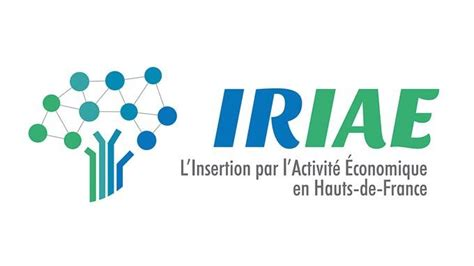 IRIAE
L'Insertion par l'Activité Économique
en Hauts-de-France